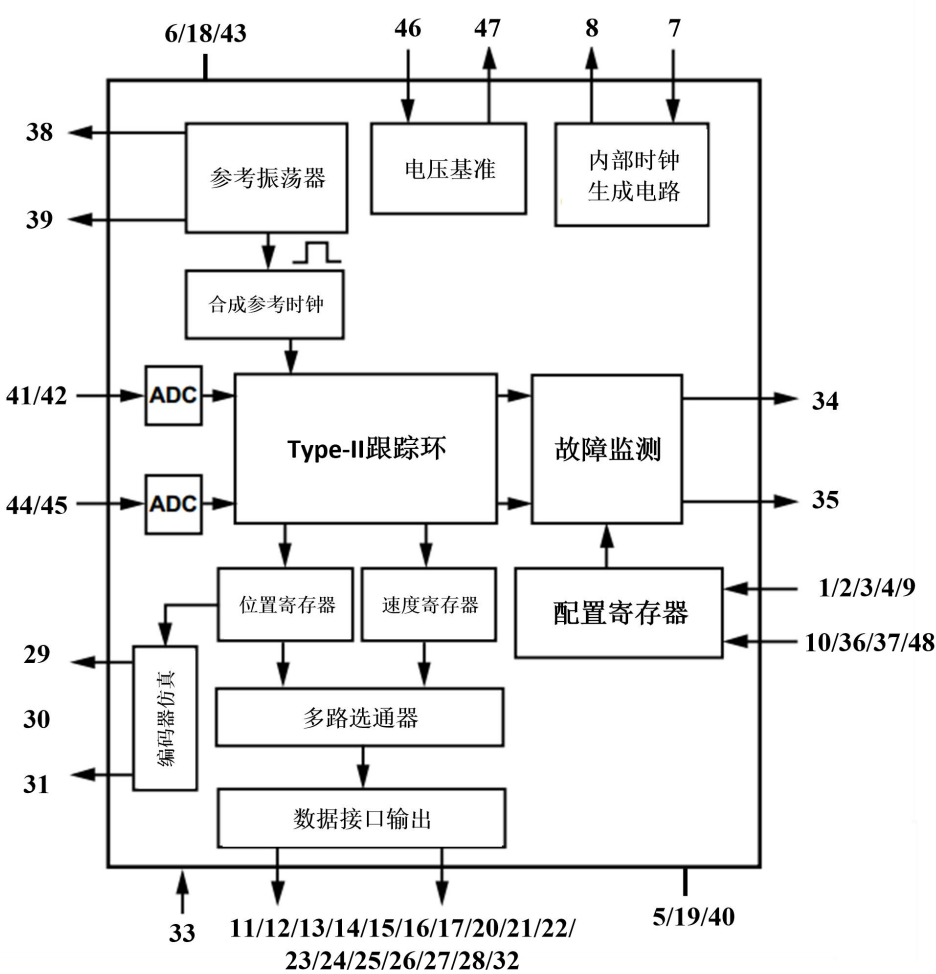 6/18/43
46
47
8
7
38
39
参考振荡器
电压基准
内部时钟
生成电路
合成参考时钟
41/42
ADC
Type-II跟踪环
故障监测
34
44/45
ADC
35
位置寄存器
速度寄存器
配置寄存器
1/2/3/4/9
10/36/37/48
29
30
31
编码器仿真
多路选通器
数据接口输出
33
11/12/13/14/15/16/17/20/21/22/
23/24/25/26/27/28/32
5/19/40